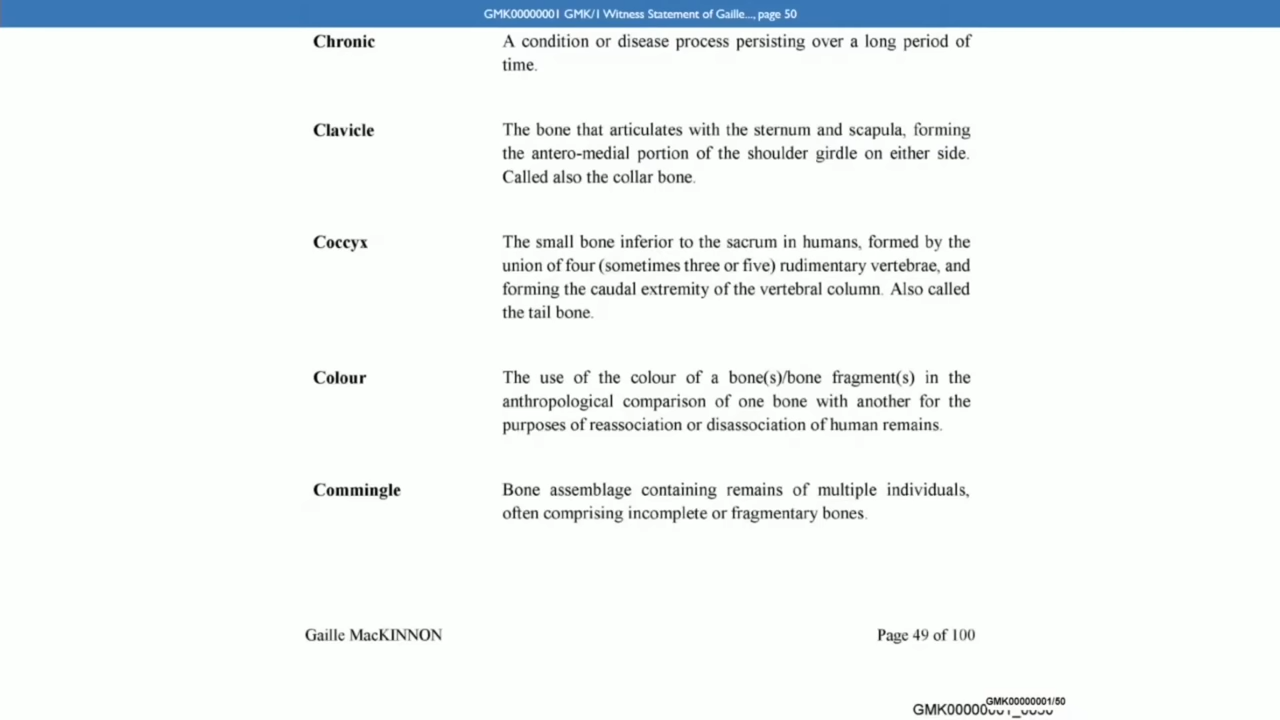 GMK00000001 GMK/1 Witness Statement of Gaille..., page 50
Chronic A condition or disease process persisting over a long period of
time.
Clavicle The bone that articulates with the sternum and scapula, forming
the antero-medial portion of the shoulder girdle on either side.
Called also the collar bone.
Coccyx The small bone inferior to the sacrum in humans, formed by the
union of four (sometimes three or five) rudimentary vertebrae, and
forming the caudal extremity of the vertebral column. Also called
the tail bone.
Colour The use of the colour of a bone(s)/bone fragment(s) in the
anthropological comparison of one bone with another for the
purposes of reassociation or disassociation of human remains.
Commingle Bone assemblage containing remains of multiple individuals,
often comprising incomplete or fragmentary bones.
Gaille MacKINNON Page 49 of 100
GMK00000001/50